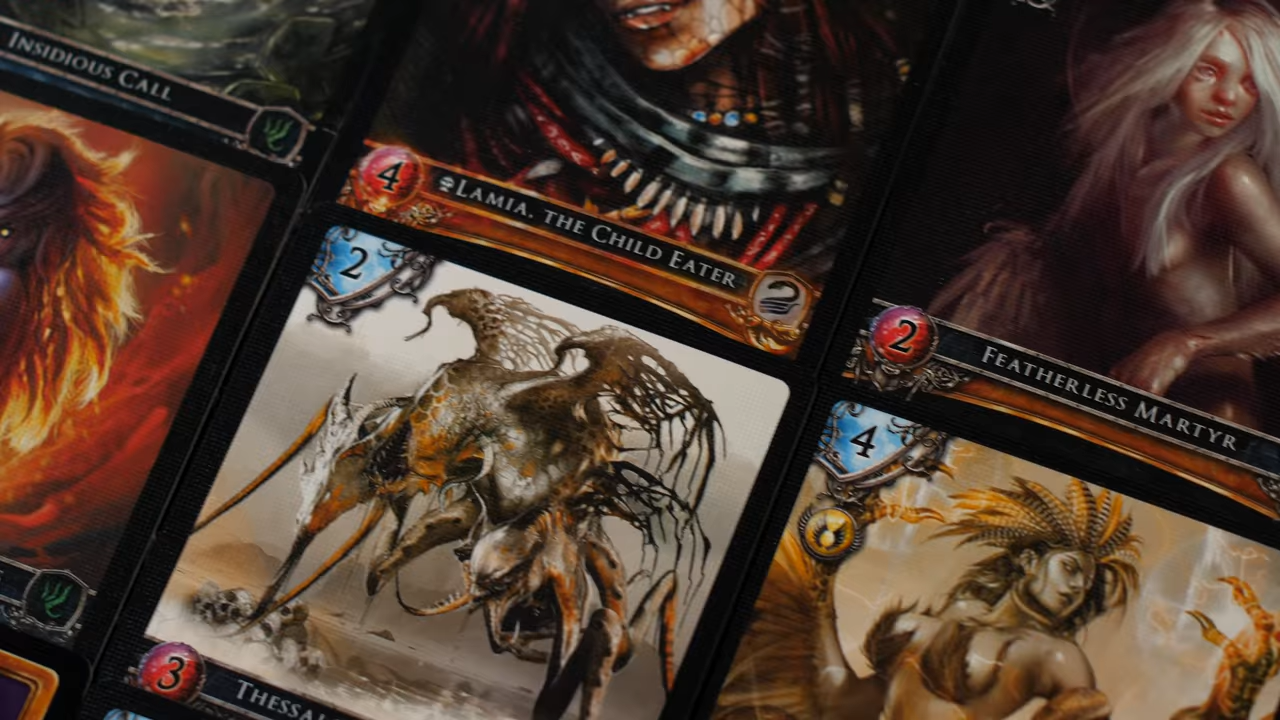 INSIDIOUS CALL
4
LAMIA, THE CHILD EATER
2
2
FEATHERLESS MARTYR
4
3